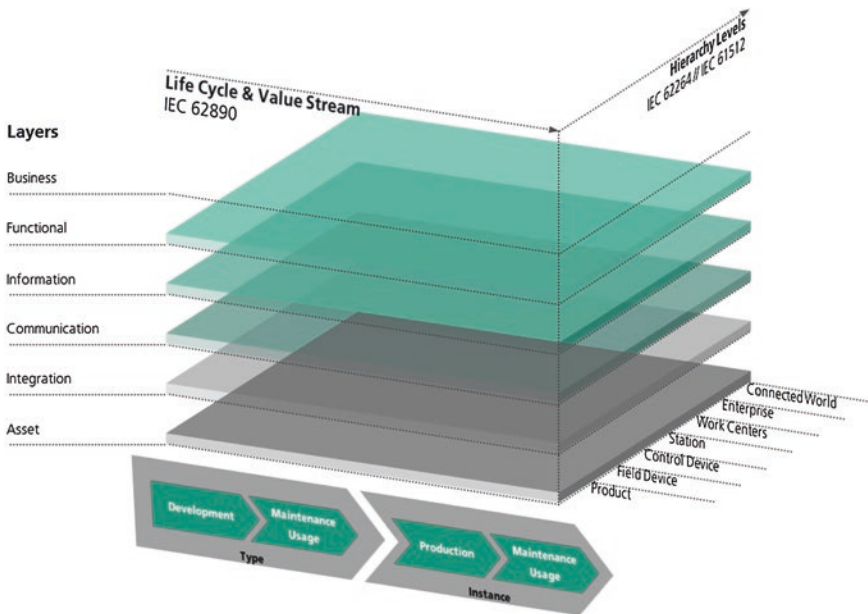 Hierarchy Levels
IEC 62264 // IEC 61512
Life Cycle & Value Stream
IEC 62890
Layers
Business
Functional
Information
Communication
Integration
Asset
Connected World
Enterprise
Work Centers
Station
Control Device
Field Device
Product
Development
Maintenance
Usage
Type
Production
Maintenance
Usage
Instance